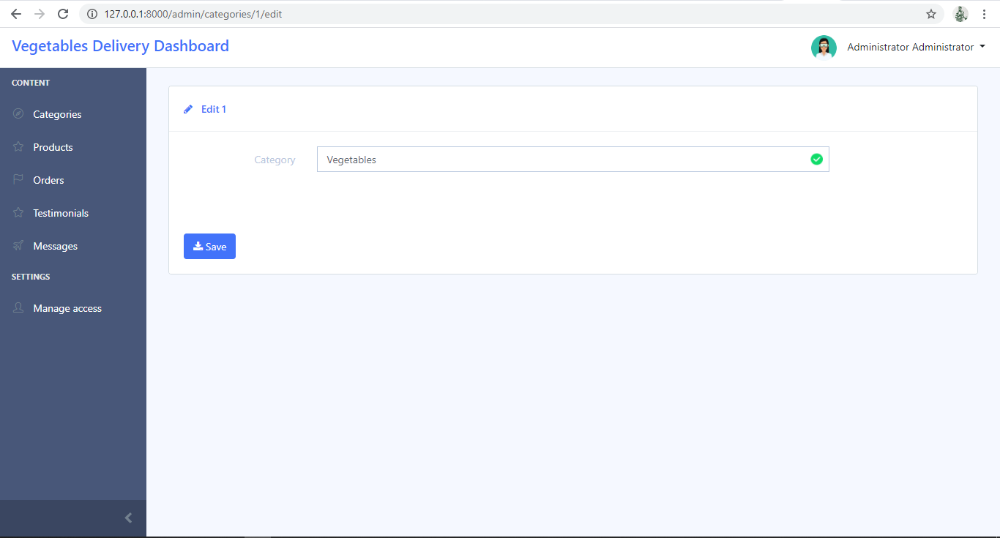 127.0.0.1:8000/admin/categories/1/edit
Vegetables Delivery Dashboard
Administrator Administrator
CONTENT
Categories
Products
Orders
Testimonials
Messages
SETTINGS
Manage access
Edit 1
Category
Vegetables
Save